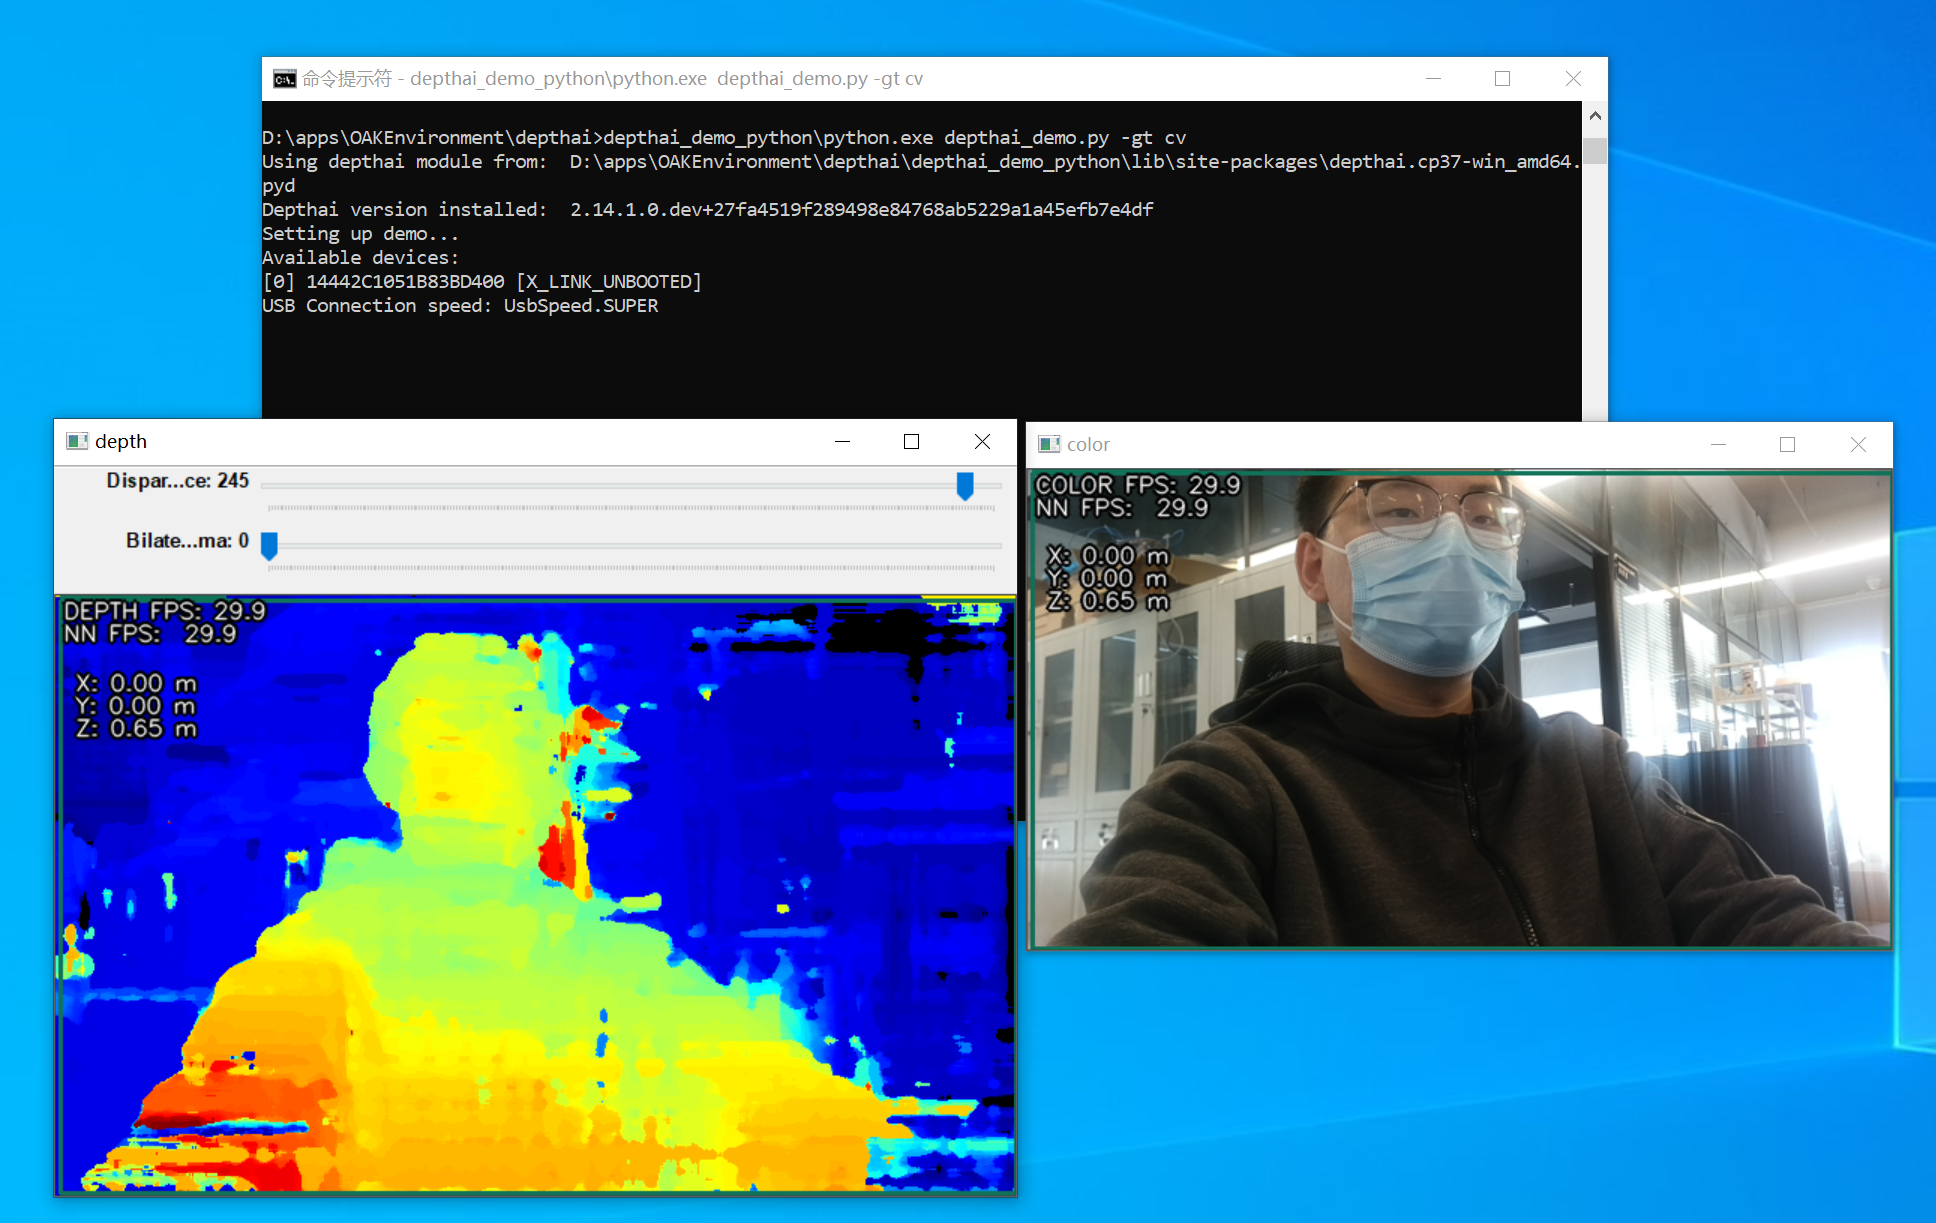 命令提示符 - depthai_demo_python\python.exe  depthai_demo.py -gt cv
D:\apps\OAKEnvironment\depthai>depthai_demo_python\python.exe depthai_demo.py -gt cv
Using depthai module from:  D:\apps\OAKEnvironment\depthai\depthai_demo_python\lib\site-packages\depthai.cp37-win_amd64.
pyd
Depthai version installed:  2.14.1.0.dev+27fa4519f289498e84768ab5229a1a45efb7e4df
Setting up demo...
Available devices:
[0] 14442C1051B83BD400 [X_LINK_UNBOOTED]
USB Connection speed: UsbSpeed.SUPER
depth
Dispar...ce: 245
Bilate...ma: 0
DEPTH FPS: 29.9
NN FPS:  29.9
X: 0.00 m
Y: 0.00 m
Z: 0.65 m
color
COLOR FPS: 29.9
NN FPS:  29.9
X: 0.00 m
Y: 0.00 m
Z: 0.65 m